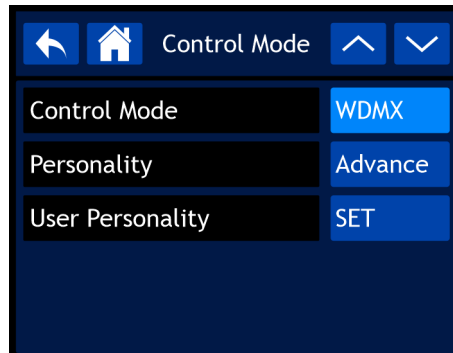 Control Mode
Control Mode WDMX
Personality Advance
User Personality SET